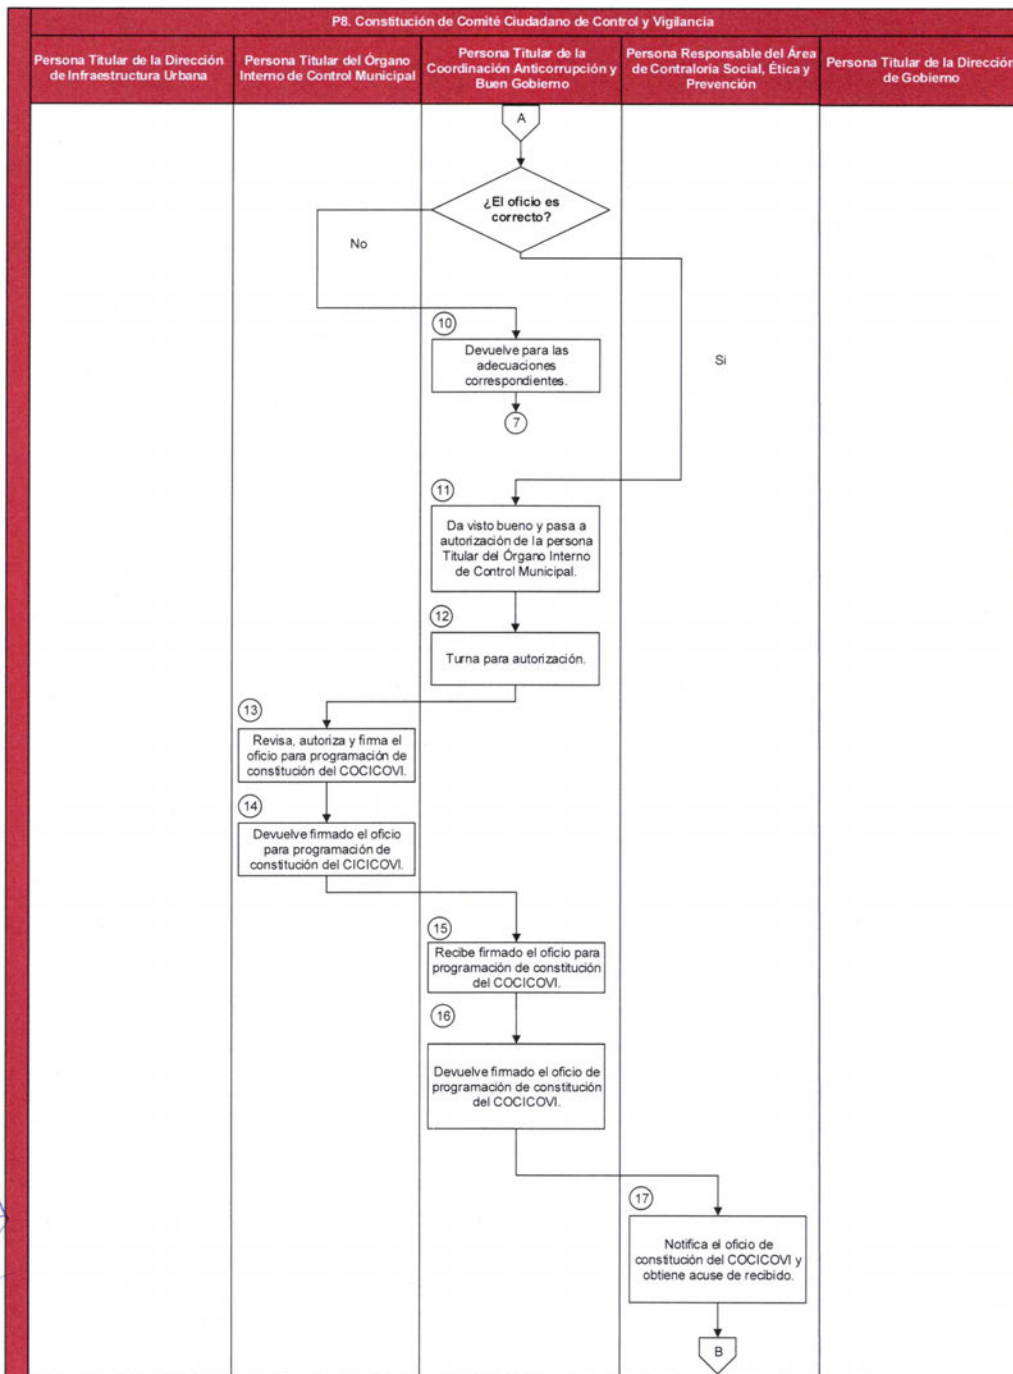 P8. Constitución de Comité Ciudadano de Control y Vigilancia
Persona Titular de la Dirección
de Infraestructura Urbana
Persona Titular del Órgano
Interno de Control Municipal
Persona Titular de la
Coordinación Anticorrupción y
Buen Gobierno
Persona Responsable del Área
de Contraloría Social, Ética y
Prevención
Persona Titular de la Dirección
de Gobierno
A
¿El oficio es
correcto?
No
Si
10
Devuelve para las
adecuaciones
correspondientes.
7
11
Da visto bueno y pasa a
autorización de la persona
Titular del Órgano Interno
de Control Municipal.
12
Turna para autorización.
13
Revisa, autoriza y firma el
oficio para programación de
constitución del COCICOVI.
14
Devuelve firmado el oficio
para programación de
constitución del CICICOVI.
15
Recibe firmado el oficio para
programación de constitución
del COCICOVI.
16
Devuelve firmado el oficio de
programación de constitución
del COCICOVI.
17
Notifica el oficio de
constitución del COCICOVI y
obtiene acuse de recibido.
B